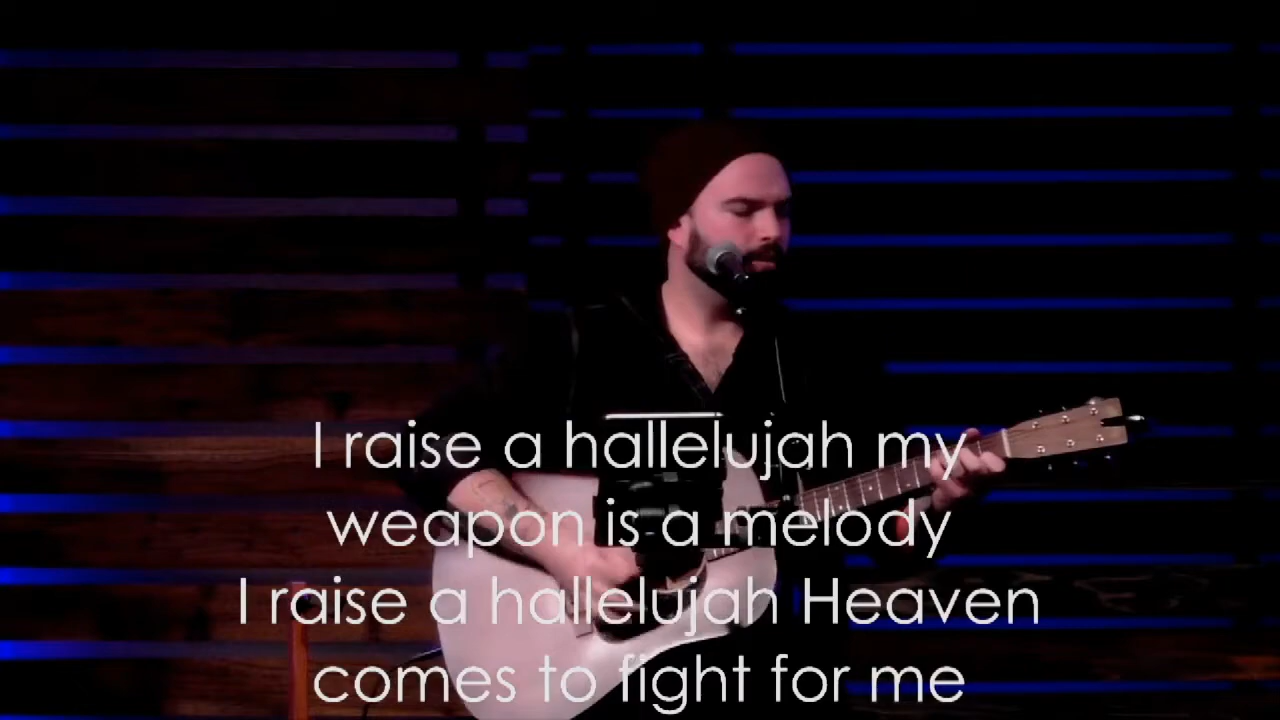 I raise a hallelujah my
weapon is a melody
I raise a hallelujah Heaven
comes to fight for me